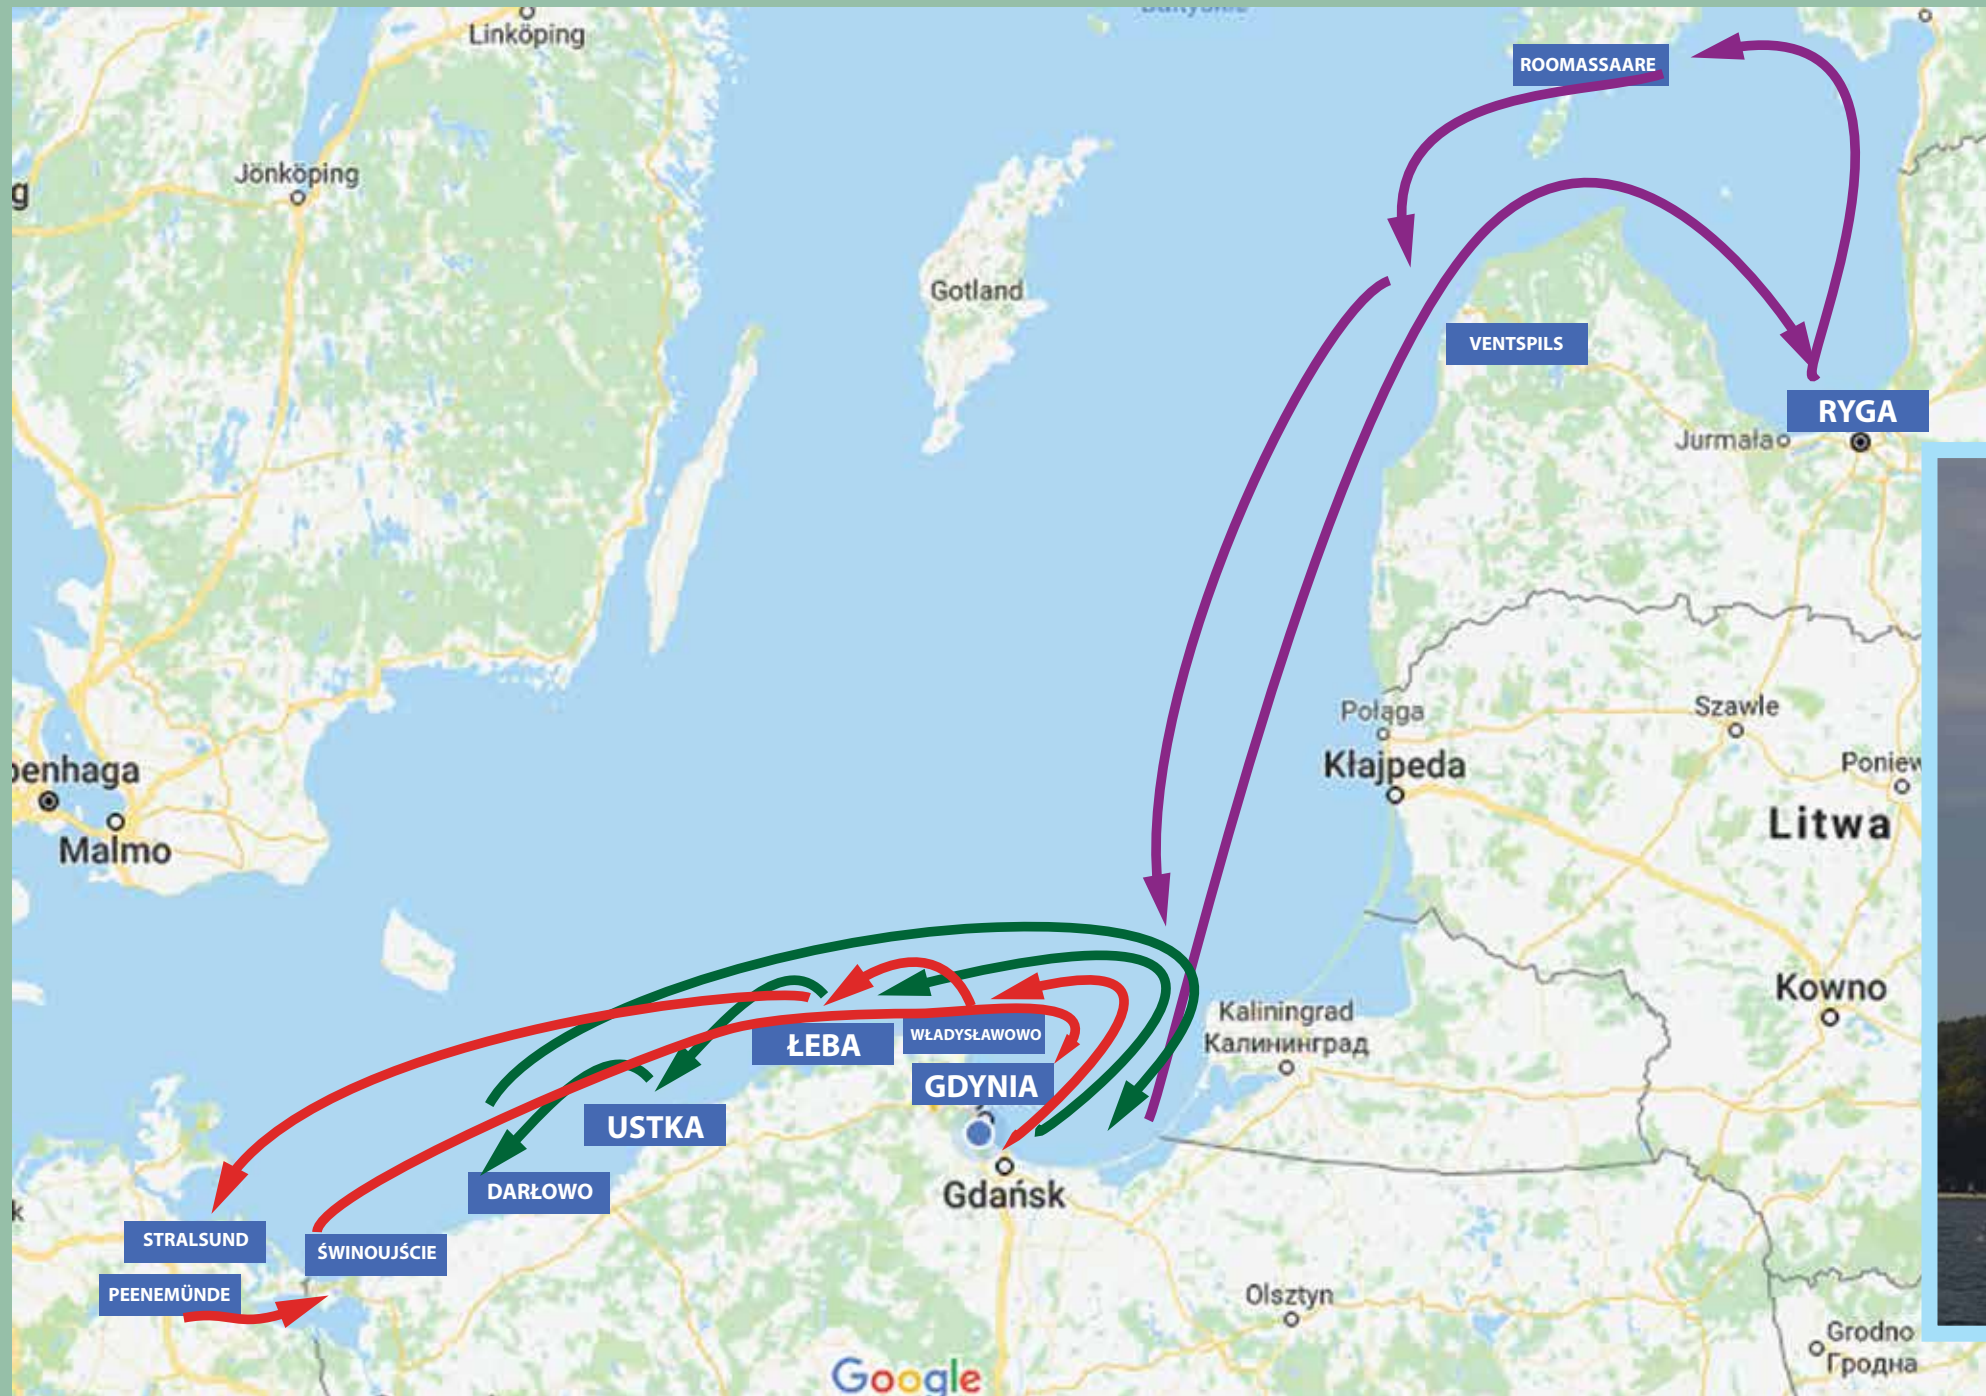 Linköping
ROOMASSAARE
Jönköping
g
Gotland
VENTSPILS
RYGA
Jurmała
Połąga
Szawle
Kłajpeda
penhaga
Malmo
Litwa
Kowno
Kaliningrad
Калининград
ŁEBA
WŁADYSŁAWOWO
GDYNIA
USTKA
DARŁOWO
Gdańsk
k
STRALSUND
ŚWINOUJŚCIE
PEENEMÜNDE
Olsztyn
Grodno
Гродна
Google